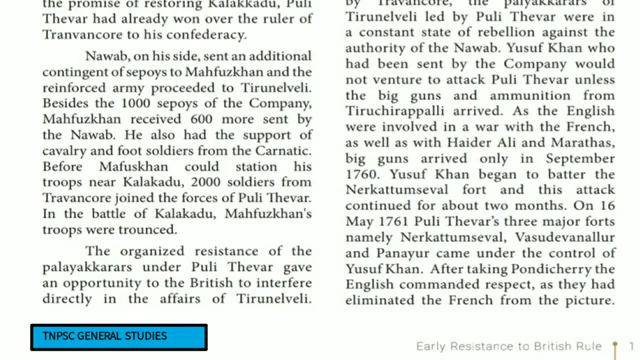 the promise of restoring Kalakkadu, Puli
Thevar had already won over the ruler of
Tranvancore to his confederacy.
Nawab, on his side, sent an additional
contingent of sepoys to Mahfuzkhan and the
reinforced army proceeded to Tirunelveli.
Besides the 1000 sepoys of the Company,
Mahfuzkhan received 600 more sent by
the Nawab. He also had the support of
cavalry and foot soldiers from the Carnatic.
Before Mafuskhan could station his
troops near Kalakadu, 2000 soldiers from
Travancore joined the forces of Puli Thevar.
In the battle of Kalakadu, Mahfuzkhan's
troops were trounced.
The organized resistance of the
palayakkarars under Puli Thevar gave
an opportunity to the British to interfere
directly in the affairs of Tirunelveli.
by Travancore, the palyakkarars of
Tirunelveli led by Puli Thevar were in
a constant state of rebellion against the
authority of the Nawab. Yusuf Khan who
had been sent by the Company would
not venture to attack Puli Thevar unless
the big guns and ammunition from
Tiruchirappalli arrived. As the English
were involved in a war with the French,
as well as with Haider Ali and Marathas,
big guns arrived only in September
1760. Yusuf Khan began to batter the
Nerkattumseval fort and this attack
continued for about two months. On 16
May 1761 Puli Thevar's three major forts
namely Nerkattumseval, Vasudevanallur
and Panayur came under the control of
Yusuf Khan. After taking Pondicherry the
English commanded respect, as they had
eliminated the French from the picture.
TNPSC GENERAL STUDIES
Early Resistance to British Rule 1